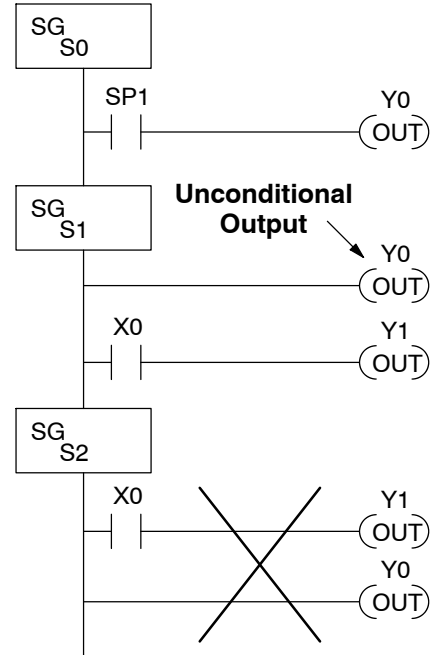 SG
S0
SP1
Y0
OUT
SG
S1
Unconditional
Output
Y0
OUT
X0
Y1
OUT
SG
S2
X0
Y1
OUT
Y0
OUT